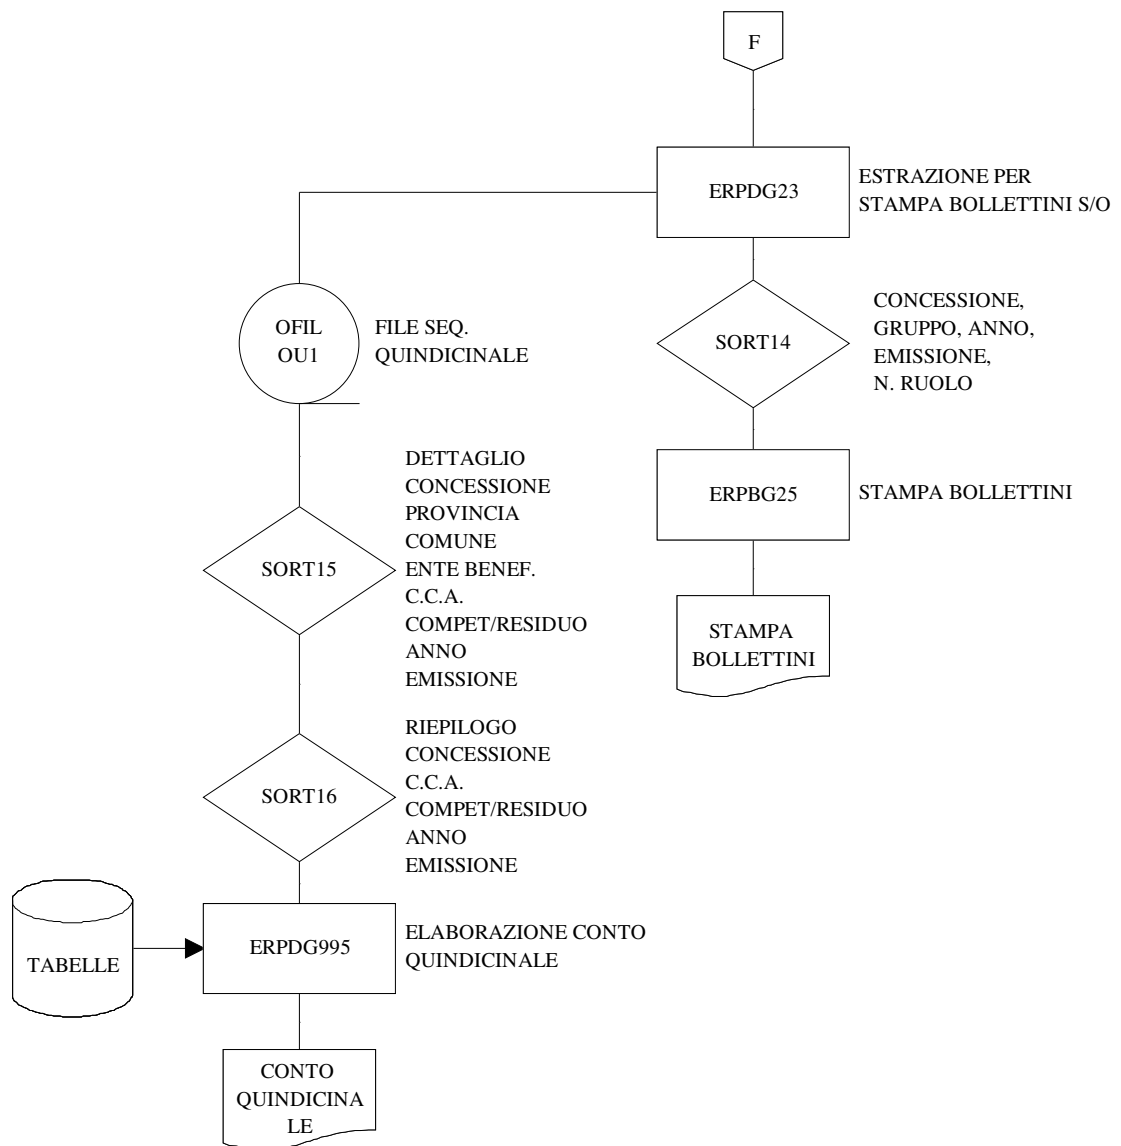 F
ERPDG23
ESTRAZIONE PER
STAMPA BOLLETTINI S/O
OFIL
OU1
FILE SEQ.
QUINDICINALE
SORT14
CONCESSIONE,
GRUPPO, ANNO,
EMISSIONE,
N. RUOLO
ERPBG25
STAMPA BOLLETTINI
STAMPA
BOLLETTINI
SORT15
DETTAGLIO
CONCESSIONE
PROVINCIA
COMUNE
ENTE BENEF.
C.C.A.
COMPET/RESIDUO
ANNO
EMISSIONE
SORT16
RIEPILOGO
CONCESSIONE
C.C.A.
COMPET/RESIDUO
ANNO
EMISSIONE
TABELLE
ERPDG995
ELABORAZIONE CONTO
QUINDICINALE
CONTO
QUINDICINA
LE